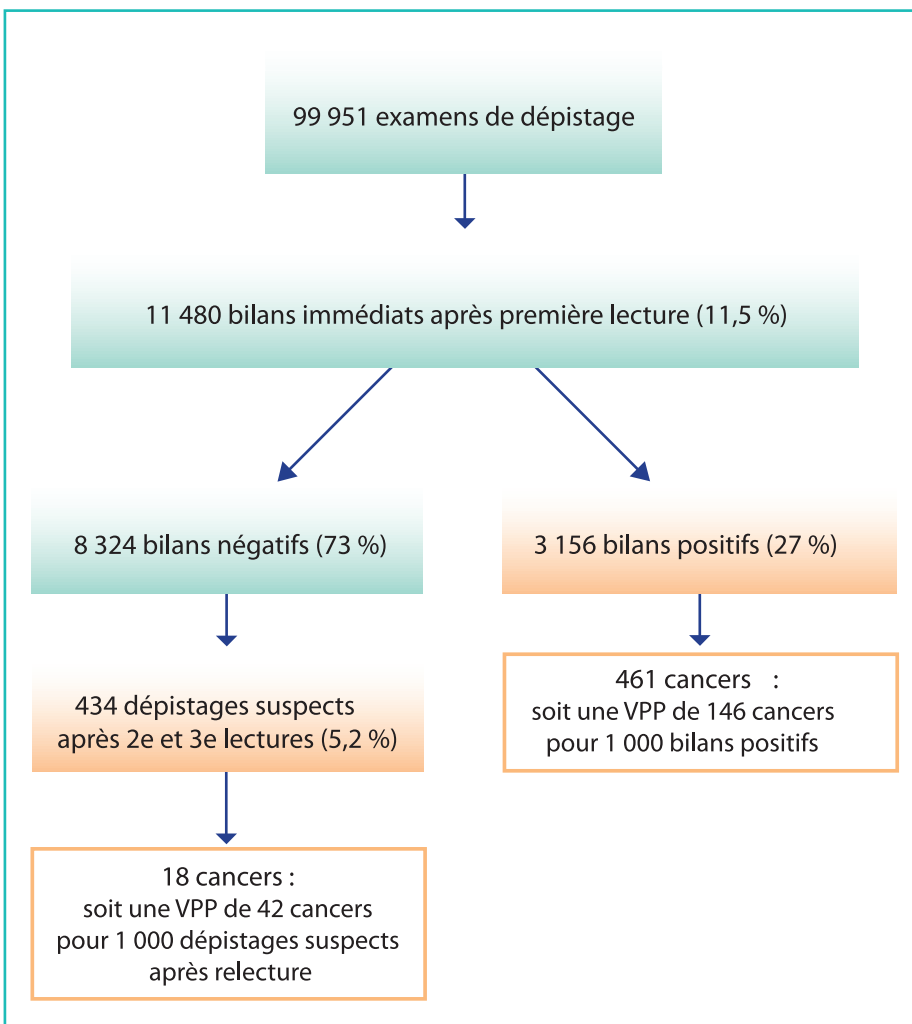 99 951 examens de dépistage
11 480 bilans immédiats après première lecture (11,5 %)
8 324 bilans négatifs (73 %)
3 156 bilans positifs (27 %)
434 dépistages suspects
après 2e et 3e lectures (5,2 %)
461 cancers :
soit une VPP de 146 cancers
pour 1 000 bilans positifs
18 cancers :
soit une VPP de 42 cancers
pour 1 000 dépistages suspects
après relecture